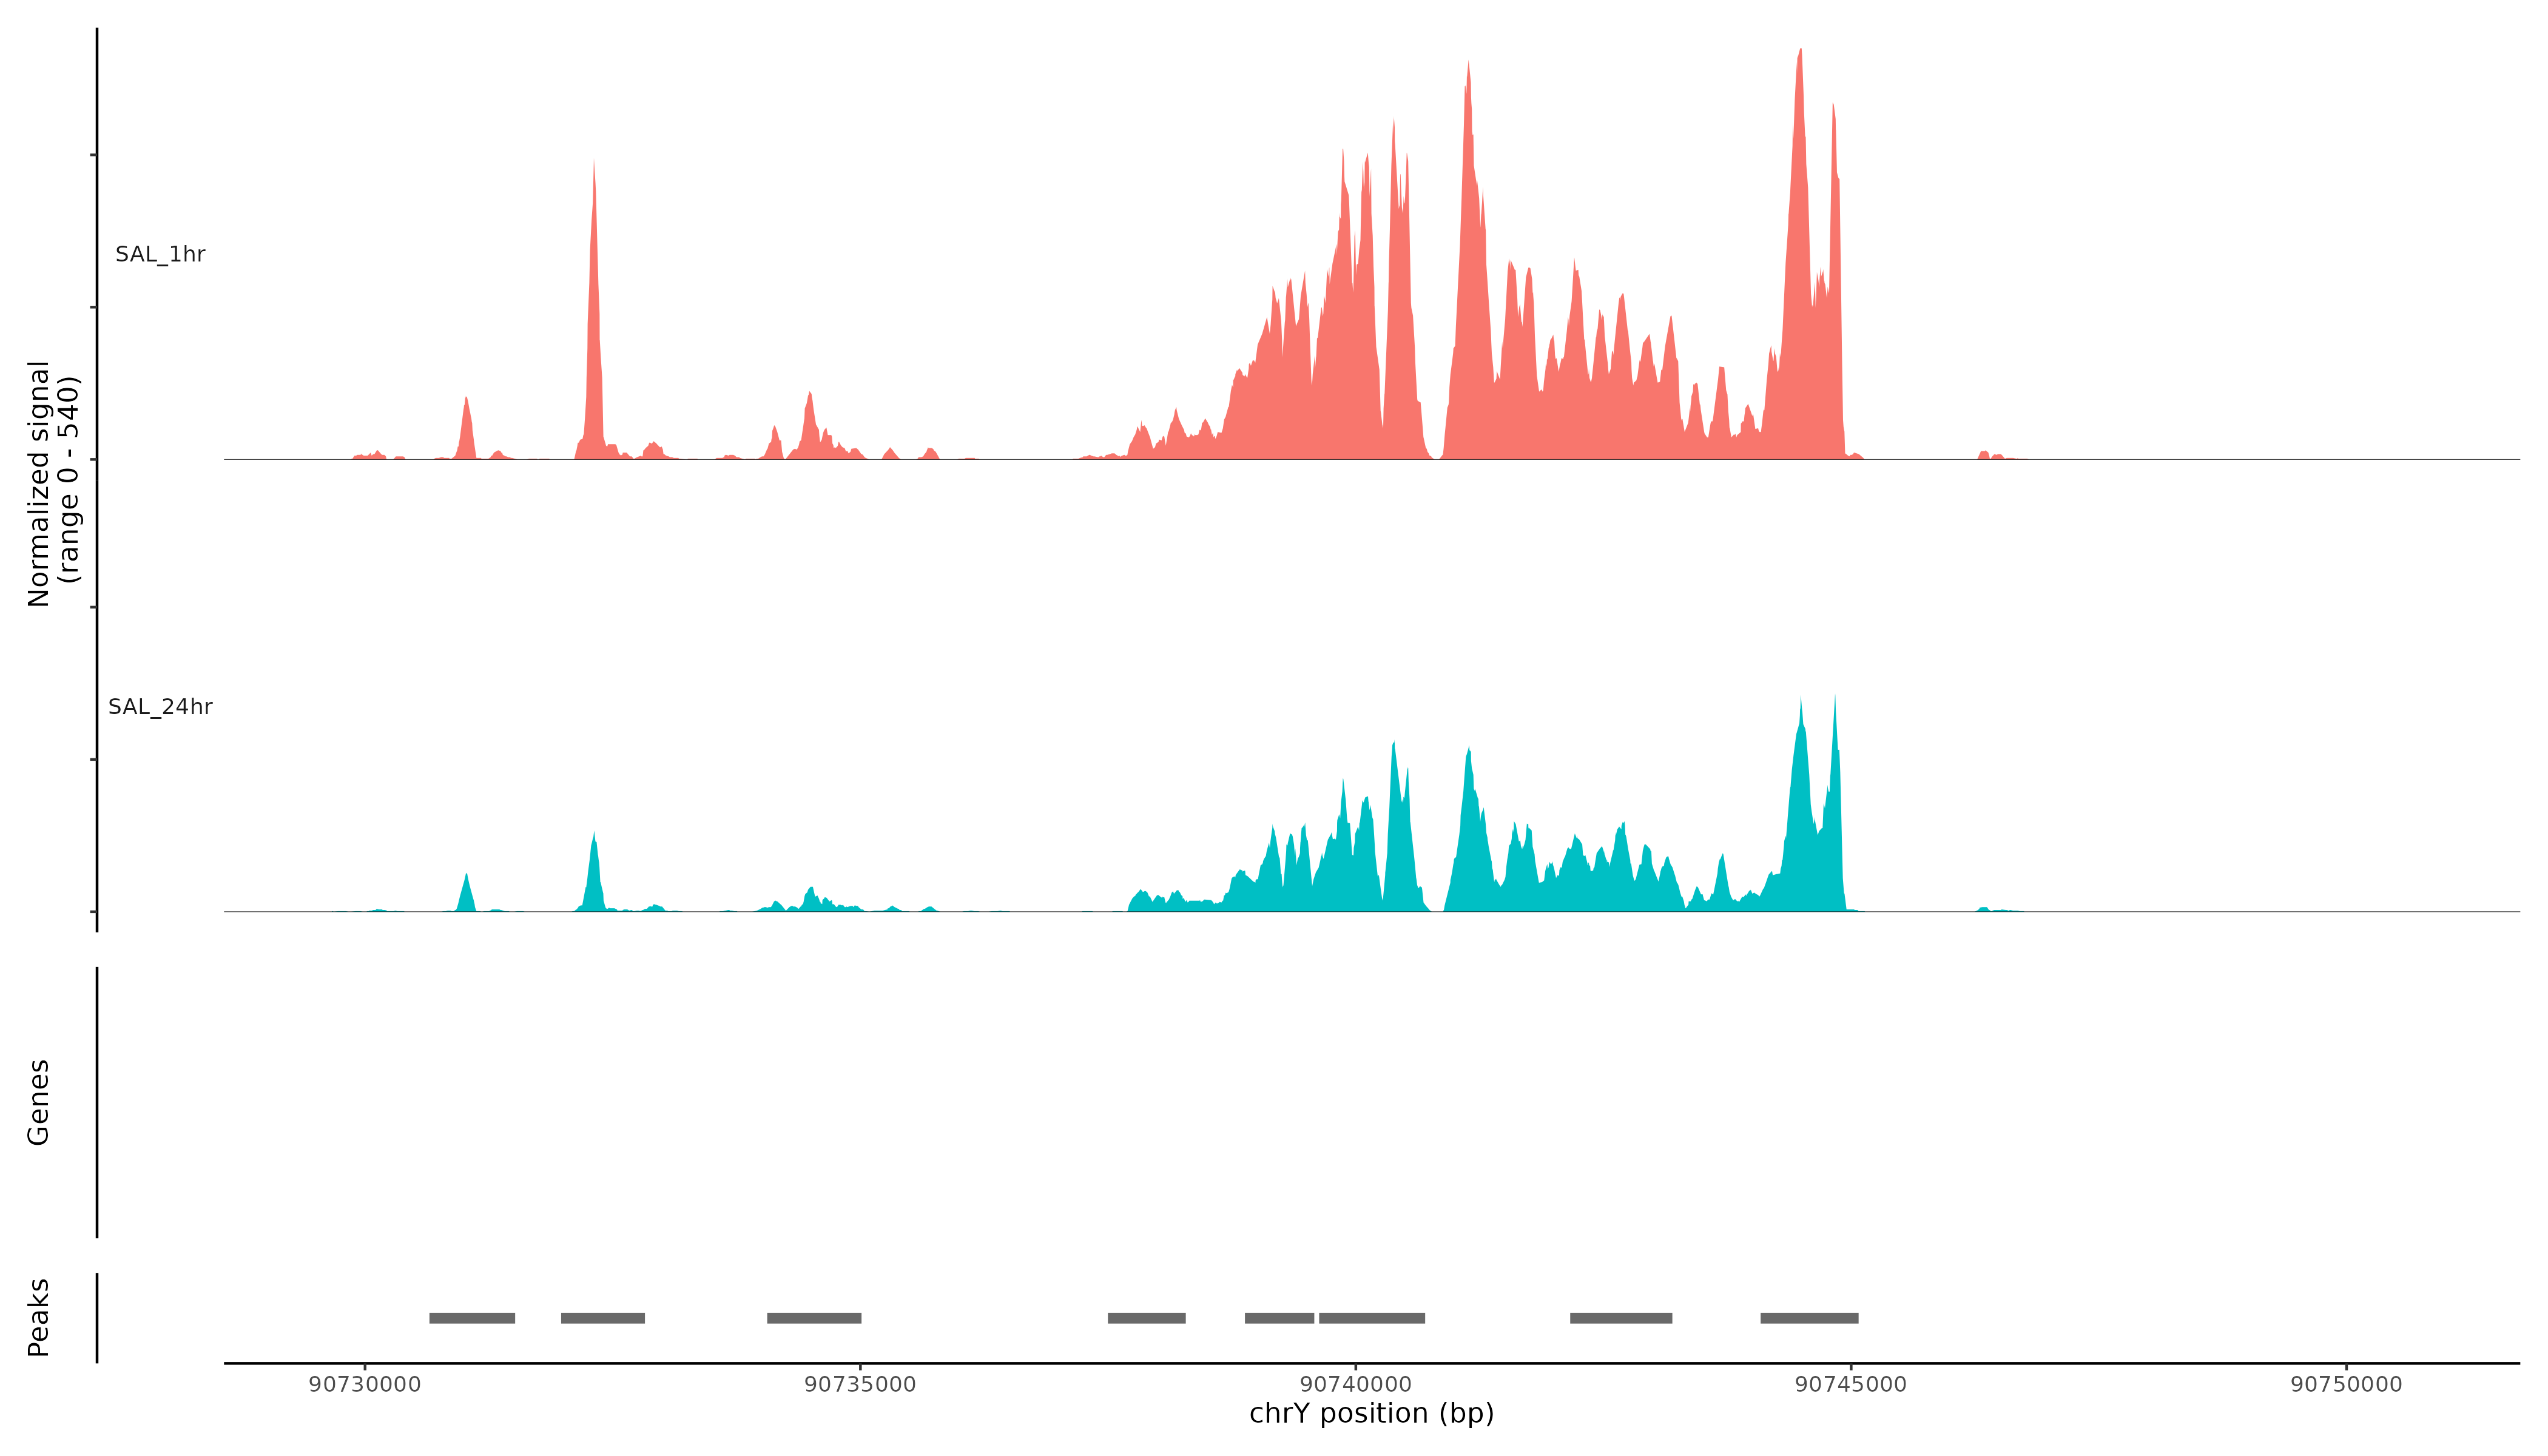 Normalized signal
(range 0 - 540)
SAL_1hr
SAL_24hr
Genes
Peaks
90730000 90735000 90740000 90745000 90750000
chrY position (bp)